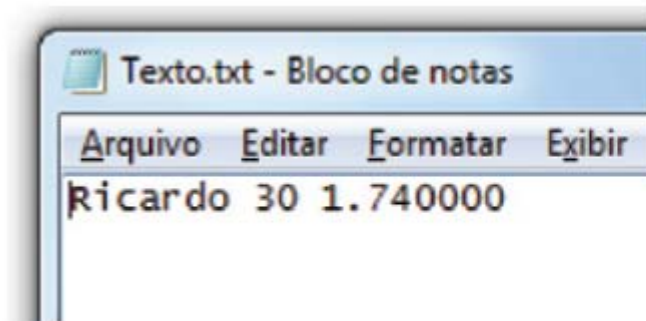 Texto.txt - Bloco de notas
Arquivo Editar Formatar Exibir
Ricardo 30 1.740000